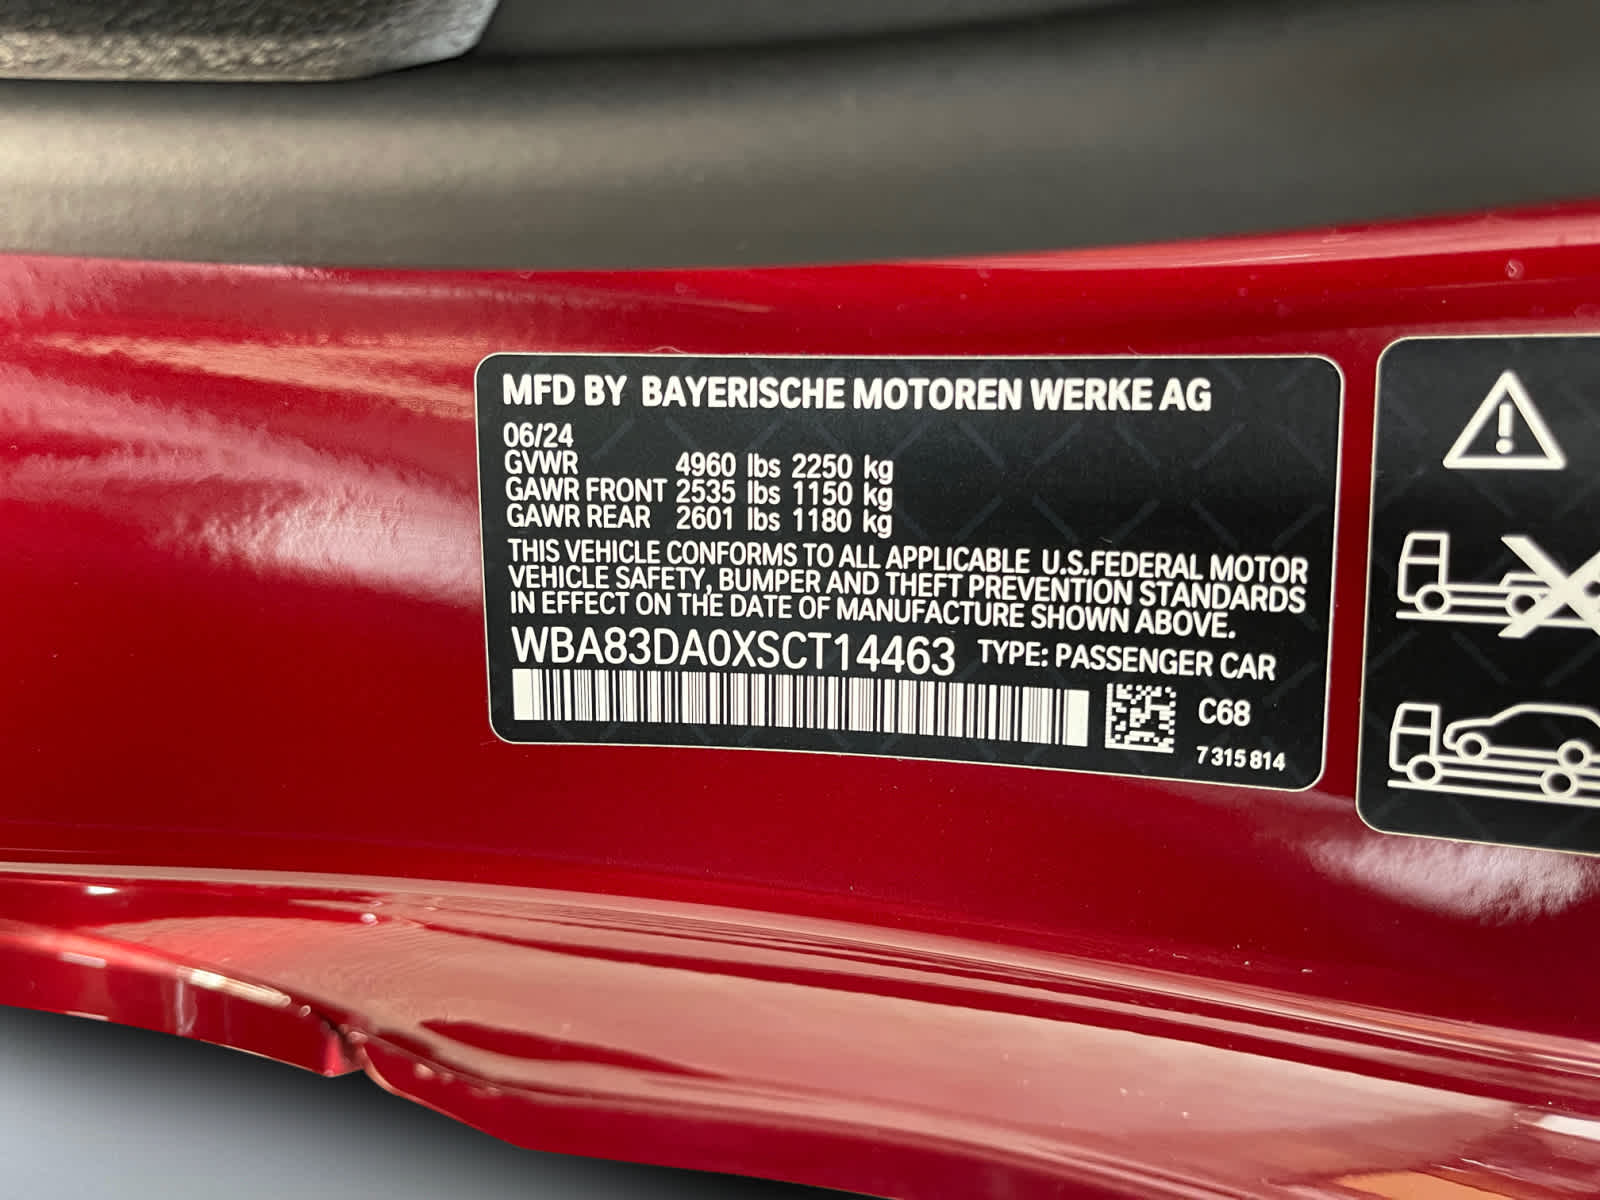 MFD BY BAYERISCHE MOTOREN WERKE AG
06/24
GVWR 4960 lbs 2250 kg
GAWR FRONT 2535 lbs 1150 kg
GAWR REAR 2601 lbs 1180 kg
THIS VEHICLE CONFORMS TO ALL APPLICABLE U.S.FEDERAL MOTOR
VEHICLE SAFETY, BUMPER AND THEFT PREVENTION STANDARDS
IN EFFECT ON THE DATE OF MANUFACTURE SHOWN ABOVE.
WBA83DA0XSCT14463 TYPE: PASSENGER CAR
C68
7 315 814